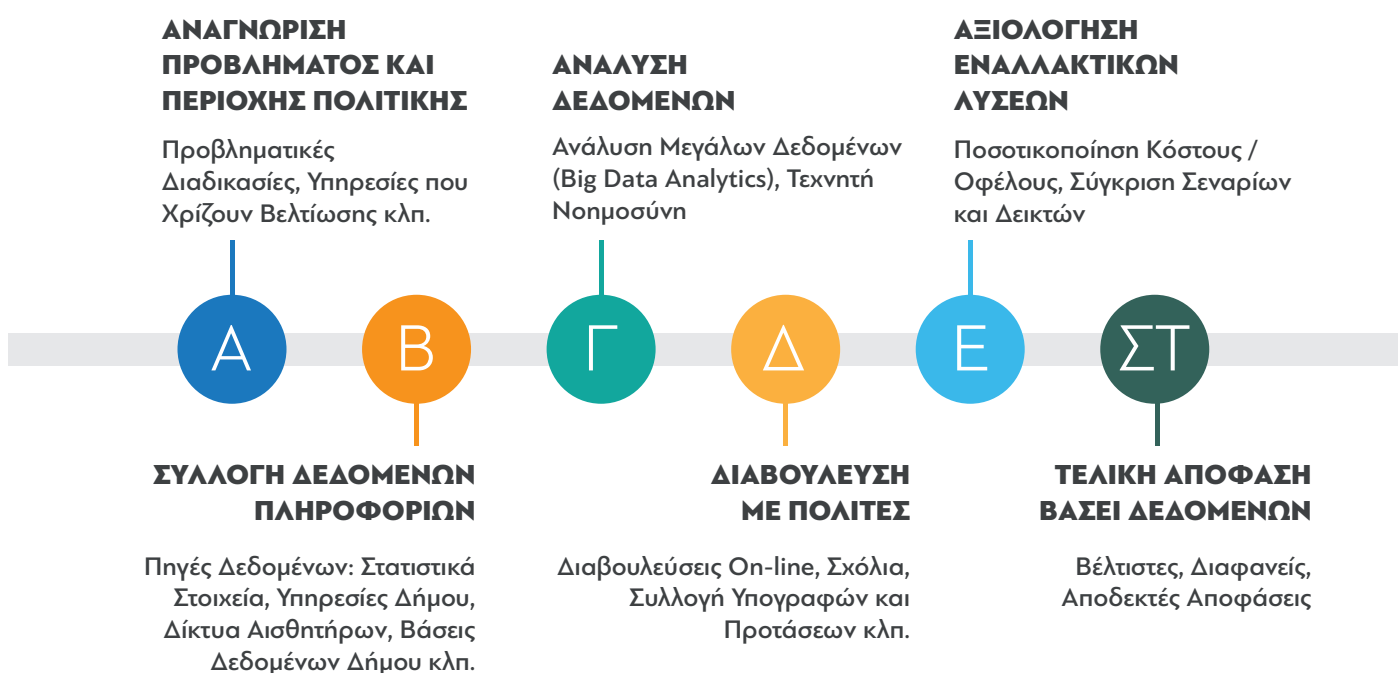 ΑΝΑΓΝΩΡΙΣΗ
ΠΡΟΒΛΗΜΑΤΟΣ ΚΑΙ
ΠΕΡΙΟΧΗΣ ΠΟΛΙΤΙΚΗΣ
Προβληματικές
Διαδικασίες, Υπηρεσίες που
Χρίζουν Βελτίωσης κλπ.
ΑΝΑΛΥΣΗ
ΔΕΔΟΜΕΝΩΝ
Ανάλυση Μεγάλων Δεδομένων
(Big Data Analytics), Τεχνητή
Νοημοσύνη
ΑΞΙΟΛΟΓΗΣΗ
ΕΝΑΛΛΑΚΤΙΚΩΝ
ΛΥΣΕΩΝ
Ποσοτικοποίηση Κόστους /
Οφέλους, Σύγκριση Σεναρίων
και Δεικτών
Α
Β
Γ
Δ
Ε
ΣΤ
ΣΥΛΛΟΓΗ ΔΕΔΟΜΕΝΩΝ
ΠΛΗΡΟΦΟΡΙΩΝ
Πηγές Δεδομένων: Στατιστικά
Στοιχεία, Υπηρεσίες Δήμου,
Δίκτυα Αισθητήρων, Βάσεις
Δεδομένων Δήμου κλπ.
ΔΙΑΒΟΥΛΕΥΣΗ
ΜΕ ΠΟΛΙΤΕΣ
Διαβουλεύσεις On-line, Σχόλια,
Συλλογή Υπογραφών και
Προτάσεων κλπ.
ΤΕΛΙΚΗ ΑΠΟΦΑΣΗ
ΒΑΣΕΙ ΔΕΔΟΜΕΝΩΝ
Βέλτιστες, Διαφανείς,
Αποδεκτές Αποφάσεις